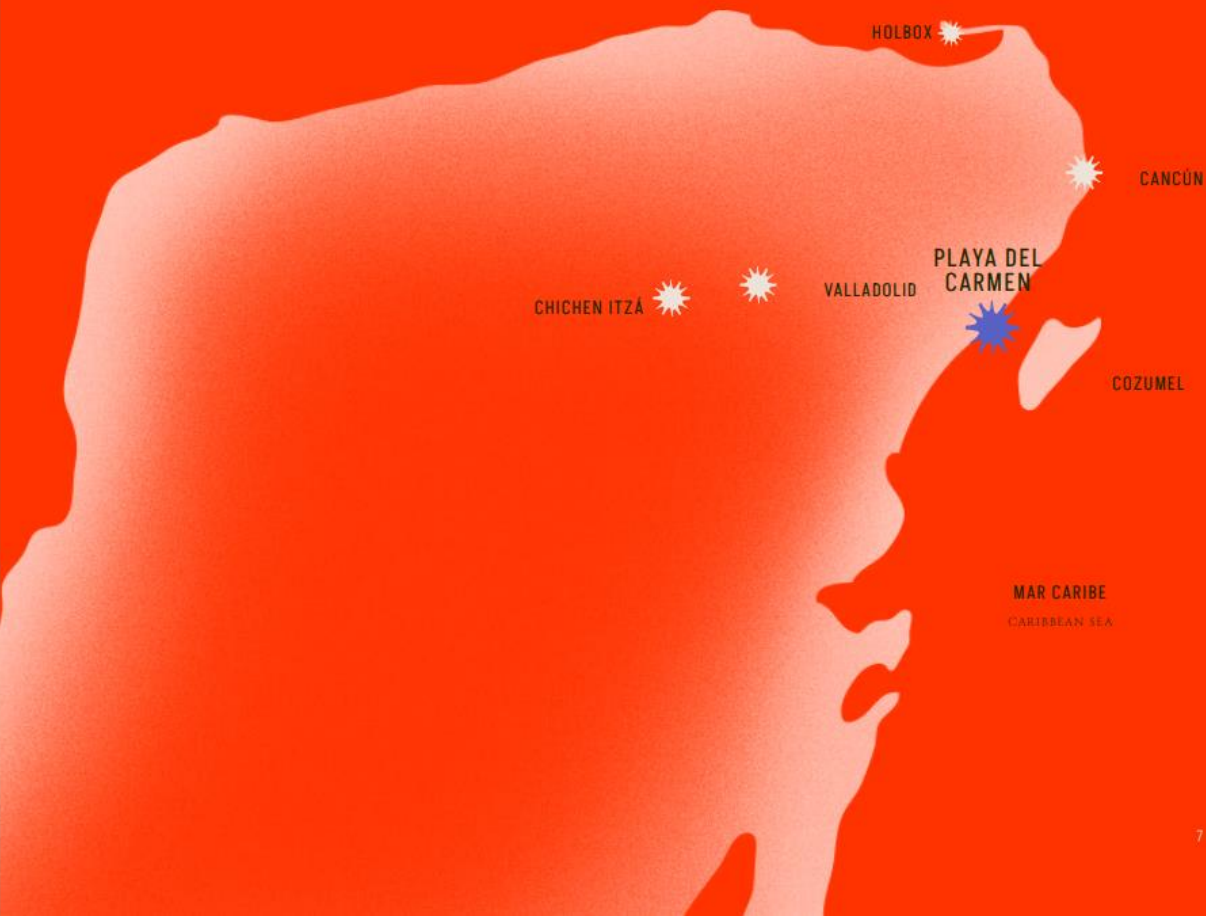 HOLBOX
CANCÚN
PLAYA DEL
CARMEN
VALLADOLID
CHICHEN ITZÁ
COZUMEL
MAR CARIBE
CARIBBEAN SEA
7